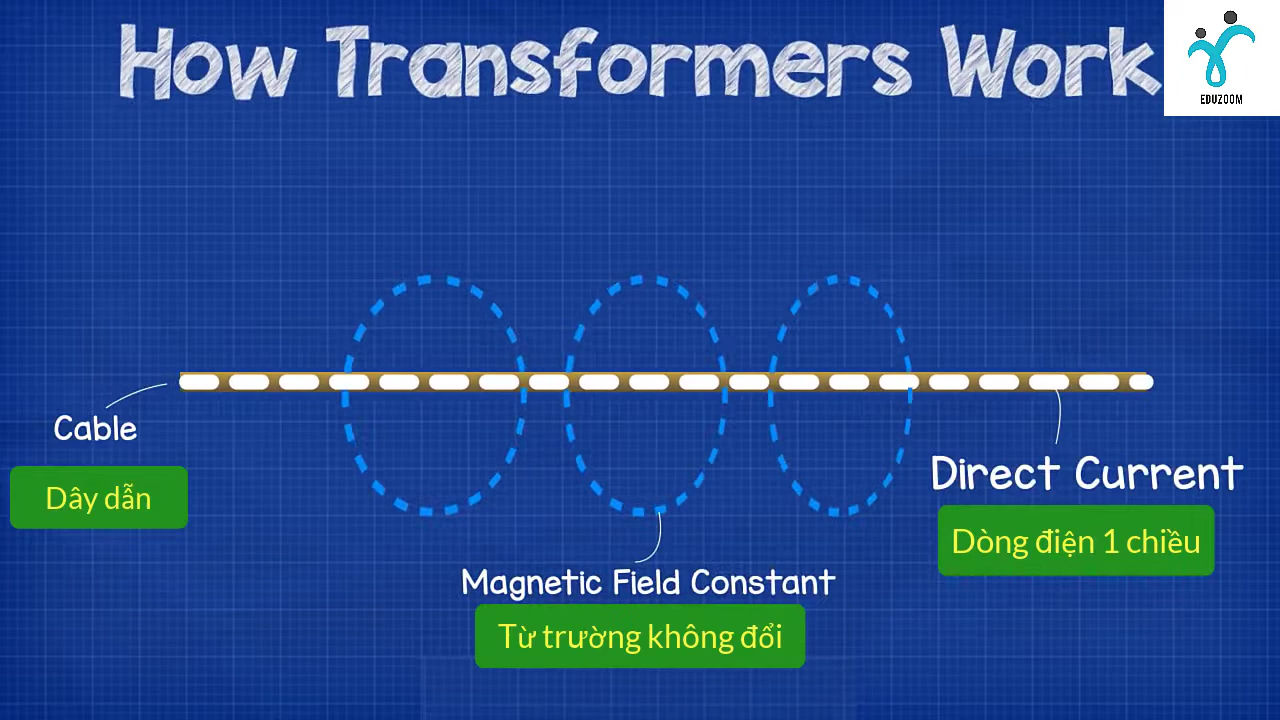 How Transformers Work
EDUZOOM
Cable
Dây dẫn
Direct Current
Dòng điện 1 chiều
Magnetic Field Constant
Từ trường không đổi